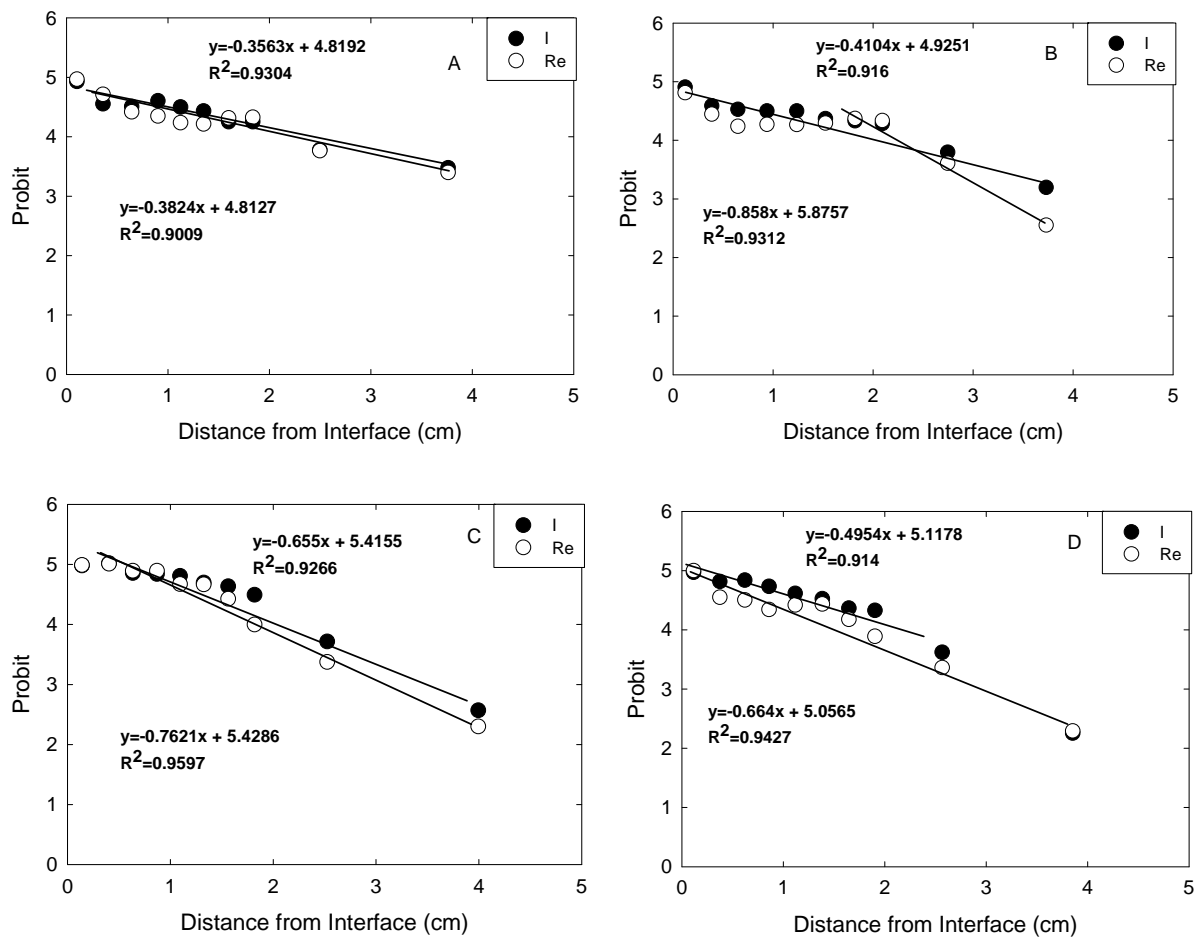 6
5
4
3
2
1
0
Probit
y=-0.3563x + 4.8192
R2=0.9304
A
I
Re
y=-0.3824x + 4.8127
R2=0.9009
0 1 2 3 4 5
Distance from Interface (cm)
6
5
4
3
2
1
0
Probit
y=-0.4104x + 4.9251
R2=0.916
B
I
Re
y=-0.858x + 5.8757
R2=0.9312
0 1 2 3 4 5
Distance from Interface (cm)
6
5
4
3
2
1
0
Probit
y=-0.655x + 5.4155
R2=0.9266
C
I
Re
y=-0.7621x + 5.4286
R2=0.9597
0 1 2 3 4 5
Distance from Interface (cm)
6
5
4
3
2
1
0
Probit
y=-0.4954x + 5.1178
R2=0.914
D
I
Re
y=-0.664x + 5.0565
R2=0.9427
0 1 2 3 4 5
Distance from Interface (cm)